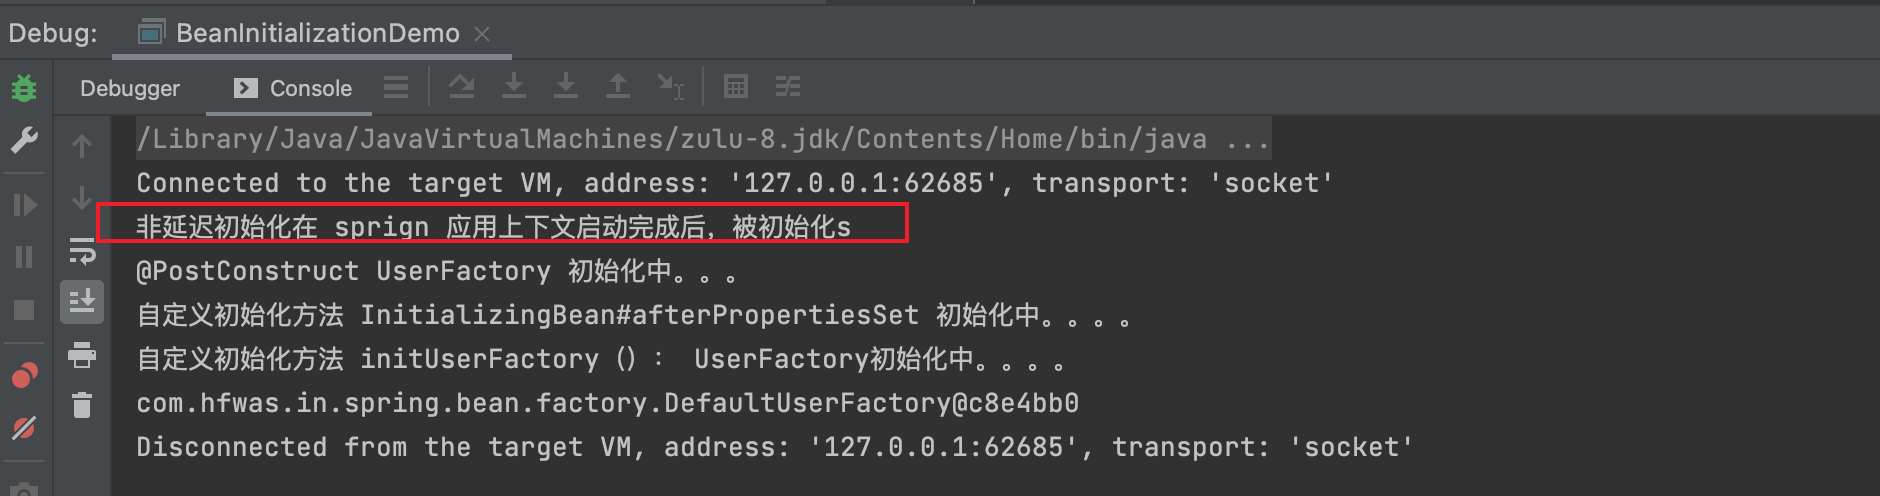 Debug: BeanInitializationDemo
Debugger Console
/Library/Java/JavaVirtualMachines/zulu-8.jdk/Contents/Home/bin/java ...
Connected to the target VM, address: '127.0.0.1:62685', transport: 'socket'
非延迟初始化在 sprign 应用上下文启动完成后，被初始化s
@PostConstruct UserFactory 初始化中。。。
自定义初始化方法 InitializingBean#afterPropertiesSet 初始化中。。。。
自定义初始化方法 initUserFactory（）： UserFactory初始化中。。。。
com.hfwas.in.spring.bean.factory.DefaultUserFactory@c8e4bb0
Disconnected from the target VM, address: '127.0.0.1:62685', transport: 'socket'